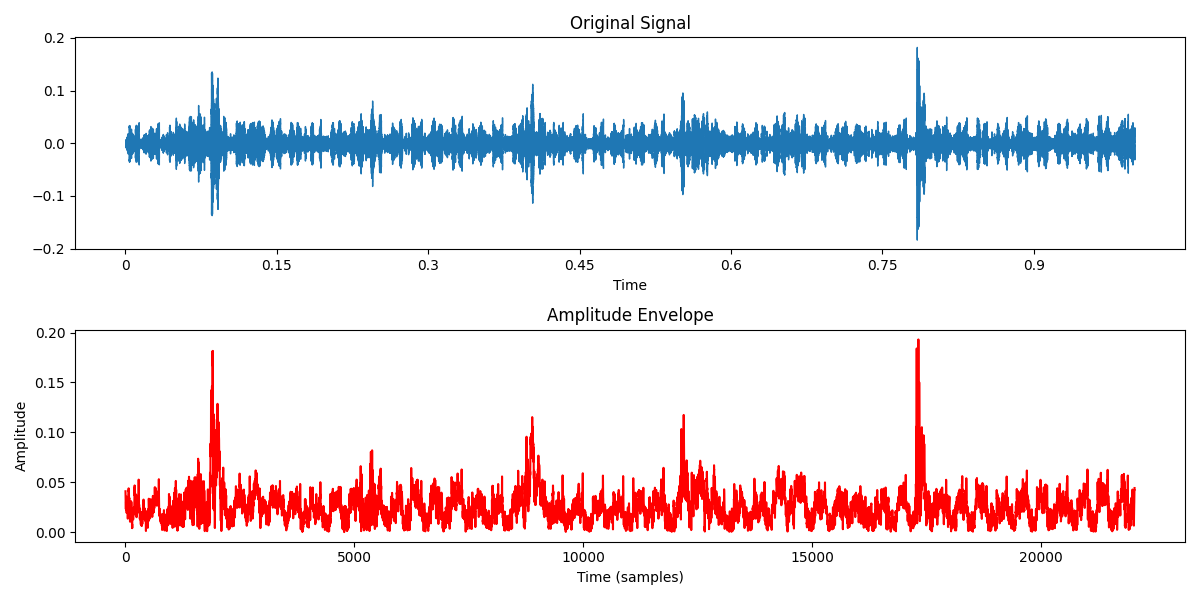 Original Signal
0.2
0.1
0.0
−0.1
−0.2
0 0.15 0.3 0.45 0.6 0.75 0.9
Time
Amplitude Envelope
0.20
0.15
0.10
0.05
0.00
Amplitude
0 5000 10000 15000 20000
Time (samples)